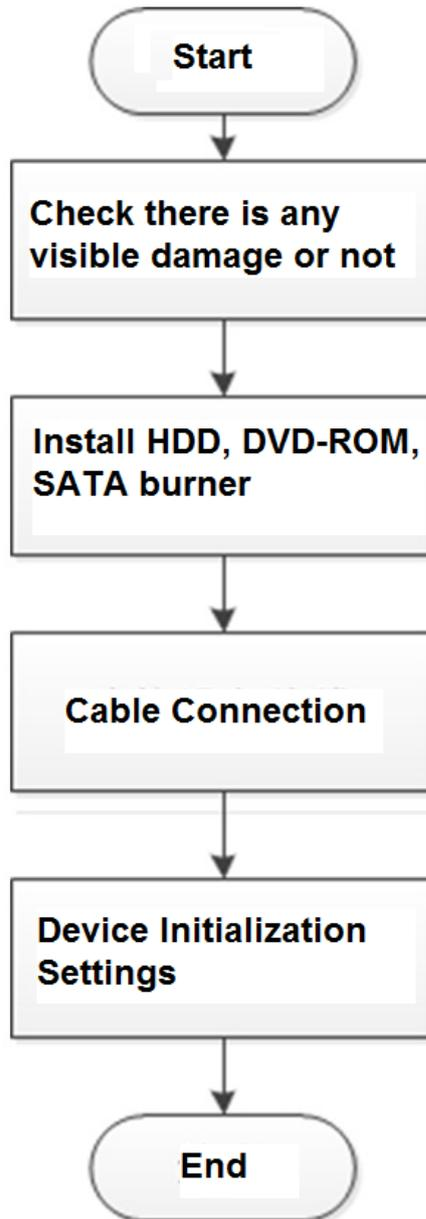 Start
Check there is any
visible damage or not
Install HDD, DVD-ROM,
SATA burner
Cable Connection
Device Initialization
Settings
End